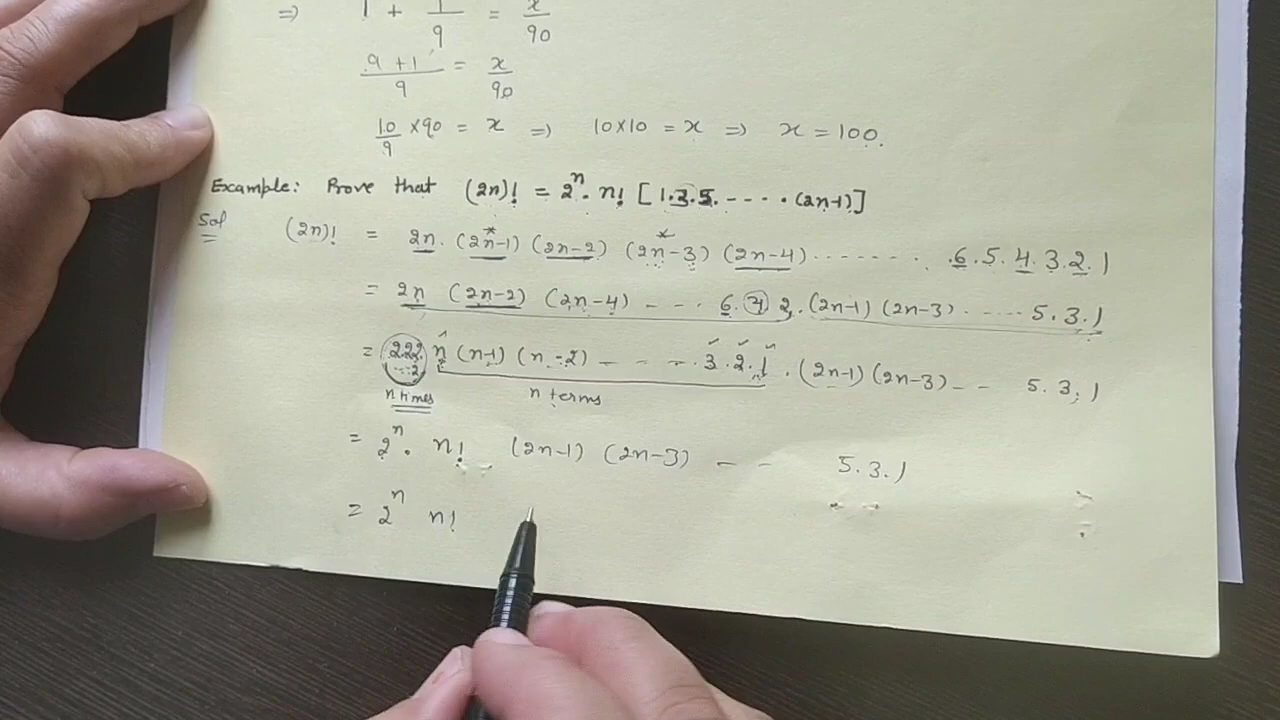 ⇒ 1 + 1/9 = x/90
(9+1)/9 = x/90
10/9 × 90 = x ⇒ 10×10 = x ⇒ x = 100.
Example: Prove that (2n)! = 2ⁿ. n! [1.3.5. - - - - . (2n-1)]
Sol (2n)! = 2n. (2n-1) (2n-2) (2n-3) (2n-4) ........ .6.5.4.3.2.1
= 2n (2n-2) (2n-4) - - . 6.4.2. (2n-1) (2n-3) . .... 5.3.1
= 222 ...2 n (n-1) (n-2) - - - . 3.2.1 . (2n-1) (2n-3) - - 5.3.1
n times n terms
= 2ⁿ. n! (2n-1) (2n-3) - - 5.3.1
= 2ⁿ n!